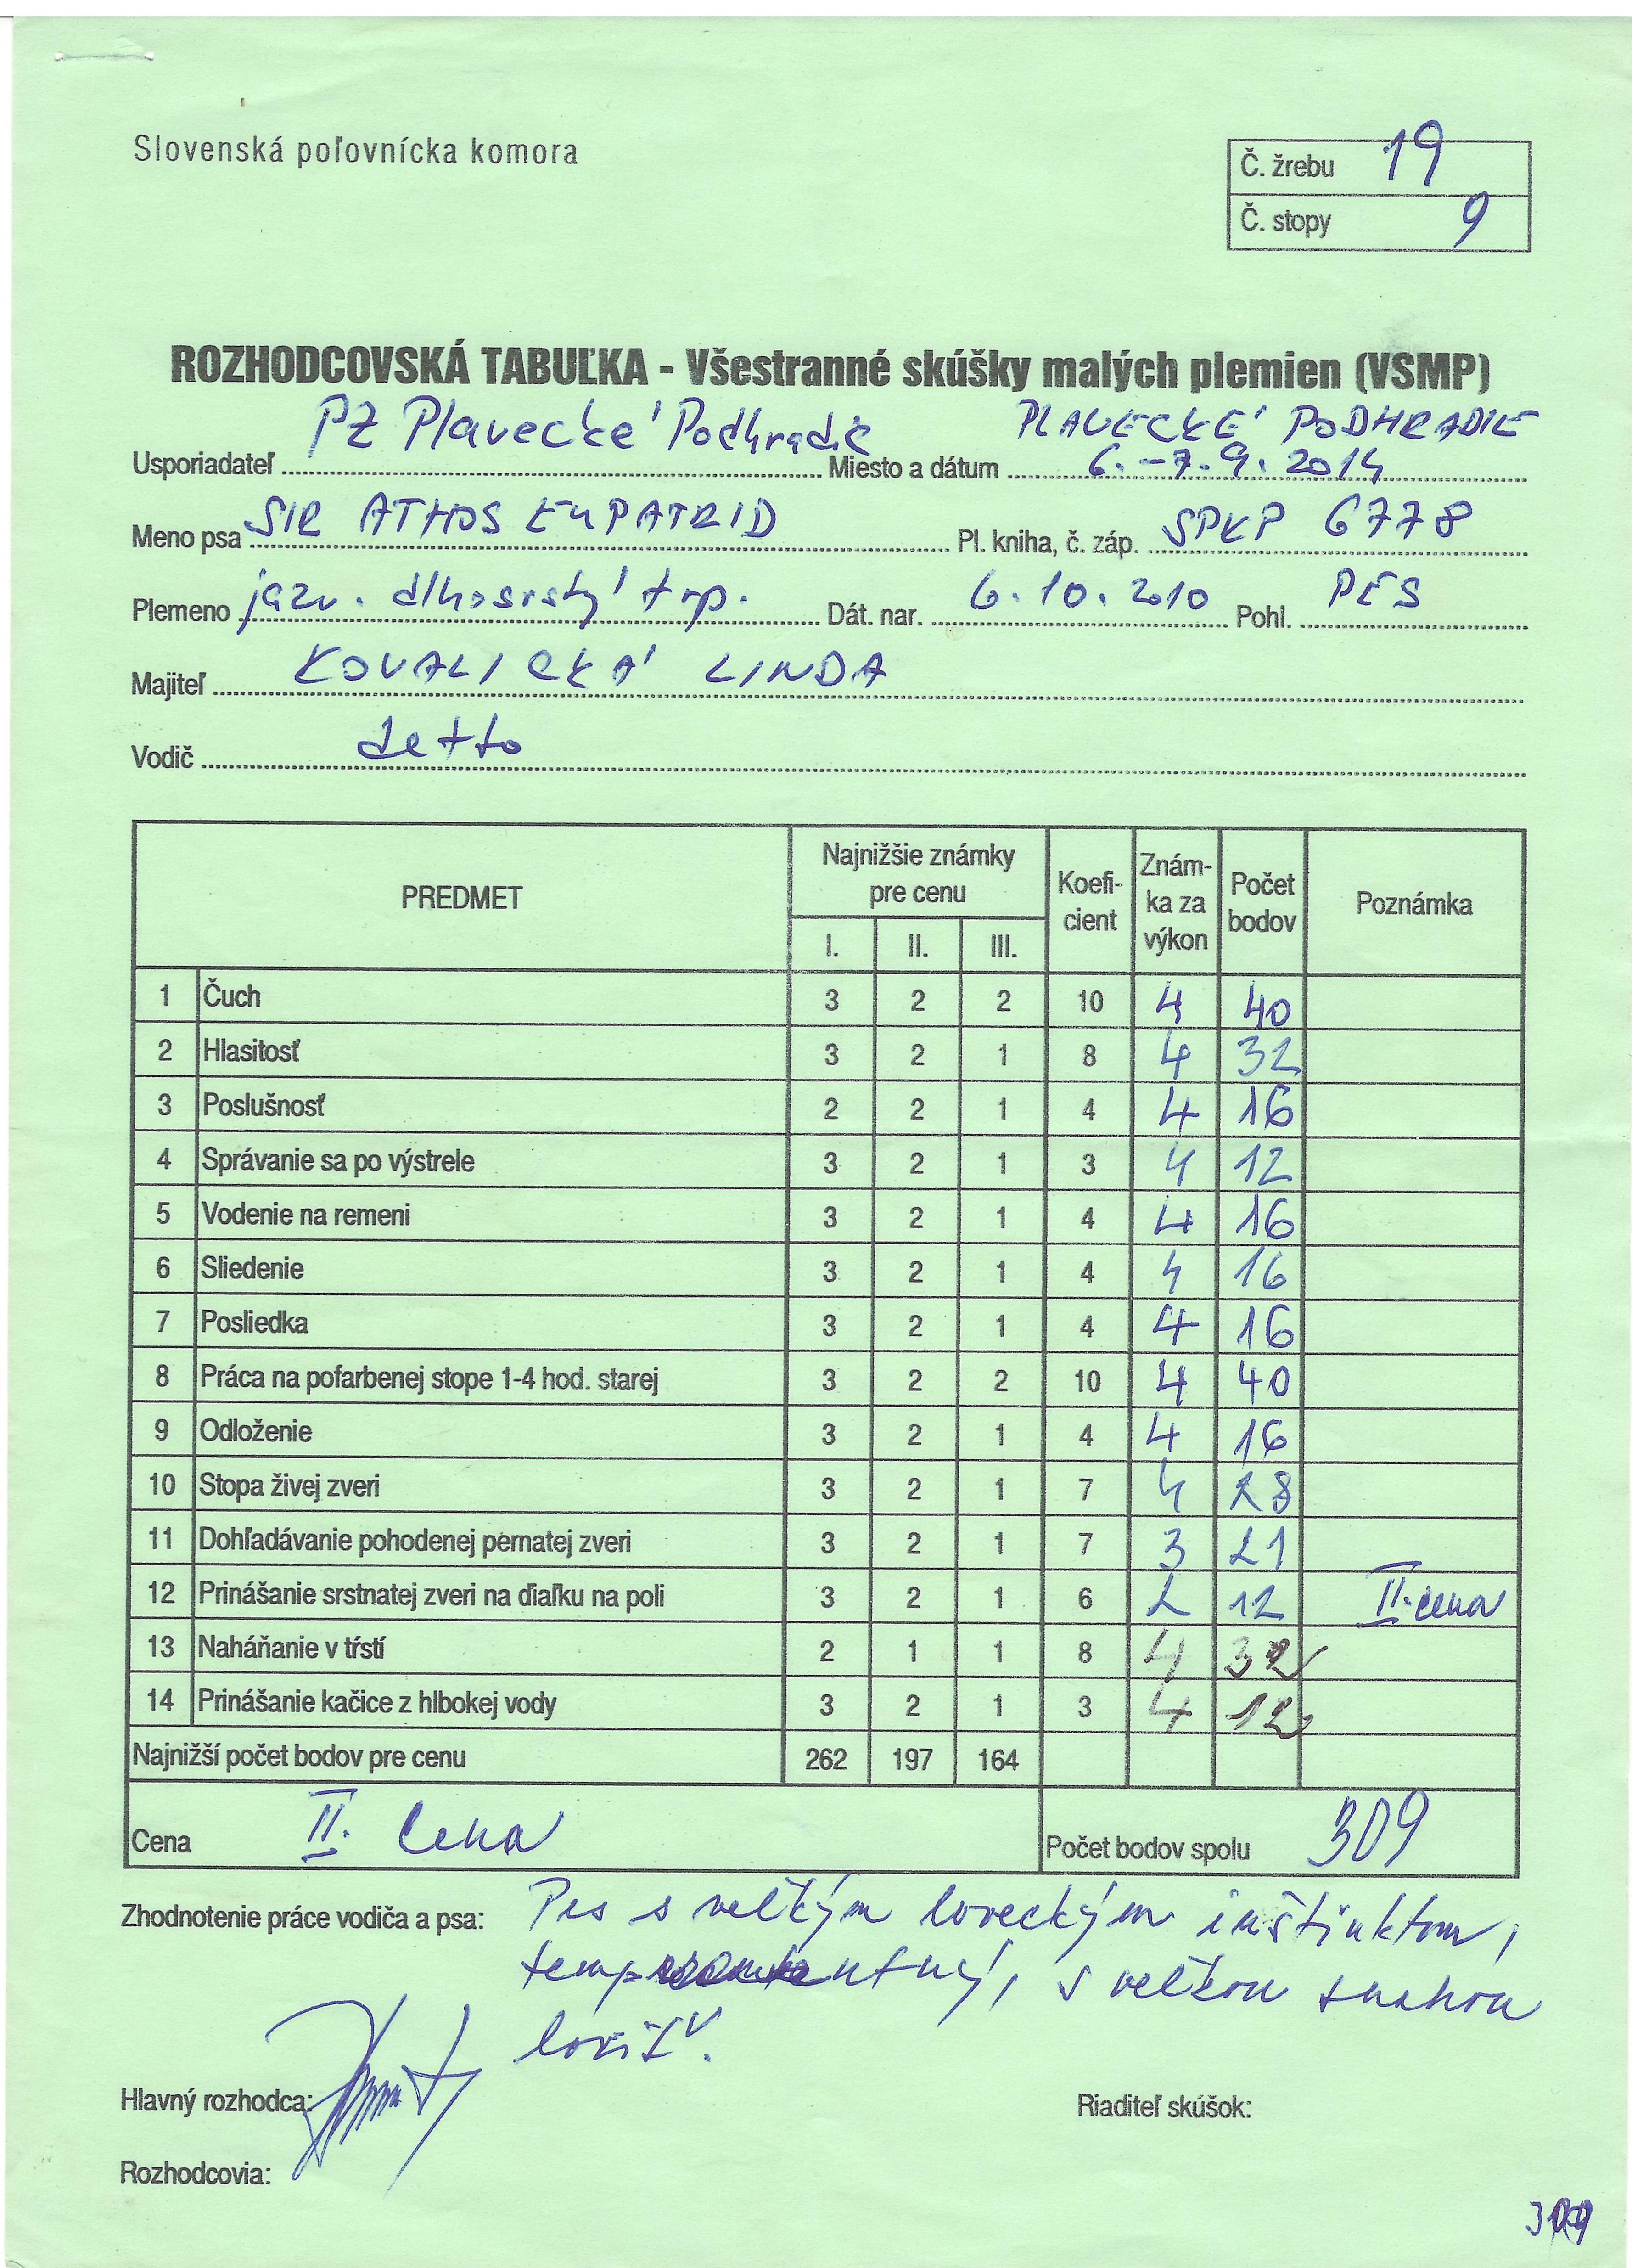 Slovenská poľovnícka komora
Č. žrebu 19
Č. stopy 9
ROZHODCOVSKÁ TABUĽKA - Všestranné skúšky malých plemien (VSMP)
PZ Plavecké Podhradie PLAVECKÉ PODHRADIE
Usporiadateľ Miesto a dátum 6.-7.9.2014
Meno psa SIR ATHOS EUPATRID Pl. kniha, č. záp. SPKP 6778
Plemeno jazv. dlhosrstý trp. Dát. nar. 6.10.2010 Pohl. PES
Majiteľ KOVALICKÁ LINDA
Vodič detto
PREDMET Najnižšie známky pre cenu I. II. III. Koefi-cient Znám-ka za výkon Počet bodov Poznámka
1 Čuch 3 2 2 10 4 40
2 Hlasitosť 3 2 1 8 4 32
3 Poslušnosť 2 2 1 4 4 16
4 Správanie sa po výstrele 3 2 1 3 4 12
5 Vodenie na remeni 3 2 1 4 4 16
6 Sliedenie 3 2 1 4 4 16
7 Posliedka 3 2 1 4 4 16
8 Práca na pofarbenej stope 1-4 hod. starej 3 2 2 10 4 40
9 Odloženie 3 2 1 4 4 16
10 Stopa živej zveri 3 2 1 7 4 28
11 Dohľadávanie pohodenej pernatej zveri 3 2 1 7 3 21
12 Prinášanie srstnatej zveri na diaľku na poli 3 2 1 6 2 12 II. cena
13 Naháňanie v tŕstí 2 1 1 8 4 32
14 Prinášanie kačice z hlbokej vody 3 2 1 3 4 12
Najnižší počet bodov pre cenu 262 197 164
Cena II. cena Počet bodov spolu 309
Zhodnotenie práce vodiča a psa: Pes s veľkým loveckým inštinktom,
s veľkou snahou
loviť.
Hlavný rozhodca: Riaditeľ skúšok:
Rozhodcovia:
309